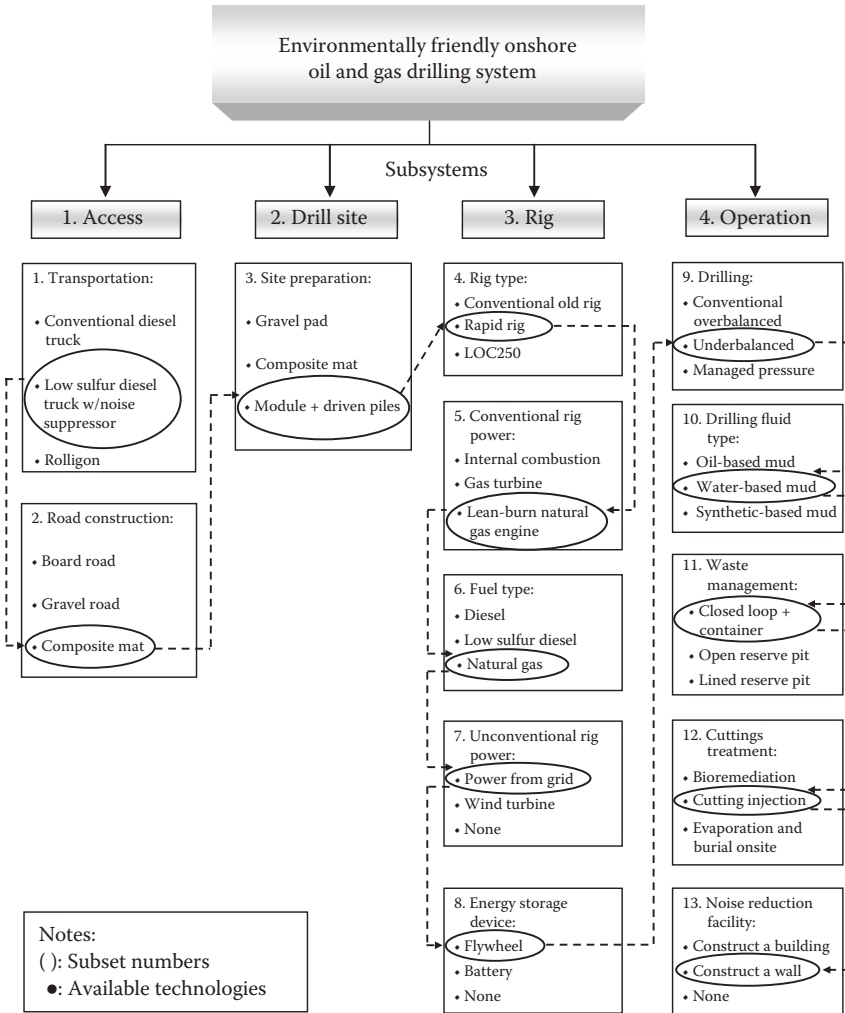 Environmentally friendly onshore
oil and gas drilling system
Subsystems
1. Access
2. Drill site
3. Rig
4. Operation
1. Transportation:
• Conventional diesel
truck
• Low sulfur diesel
truck w/noise
suppressor
• Rolligon
2. Road construction:
• Board road
• Gravel road
• Composite mat
3. Site preparation:
• Gravel pad
• Composite mat
• Module + driven piles
4. Rig type:
• Conventional old rig
• Rapid rig
• LOC250
5. Conventional rig
power:
• Internal combustion
• Gas turbine
• Lean-burn natural
gas engine
6. Fuel type:
• Diesel
• Low sulfur diesel
• Natural gas
7. Unconventional rig
power:
• Power from grid
• Wind turbine
• None
8. Energy storage
device:
• Flywheel
• Battery
• None
9. Drilling:
• Conventional
overbalanced
• Underbalanced
• Managed pressure
10. Drilling fluid
type:
• Oil-based mud
• Water-based mud
• Synthetic-based mud
11. Waste
management:
• Closed loop +
container
• Open reserve pit
• Lined reserve pit
12. Cuttings
treatment:
• Bioremediation
• Cutting injection
• Evaporation and
burial onsite
13. Noise reduction
facility:
• Construct a building
• Construct a wall
• None
Notes:
( ): Subset numbers
●: Available technologies